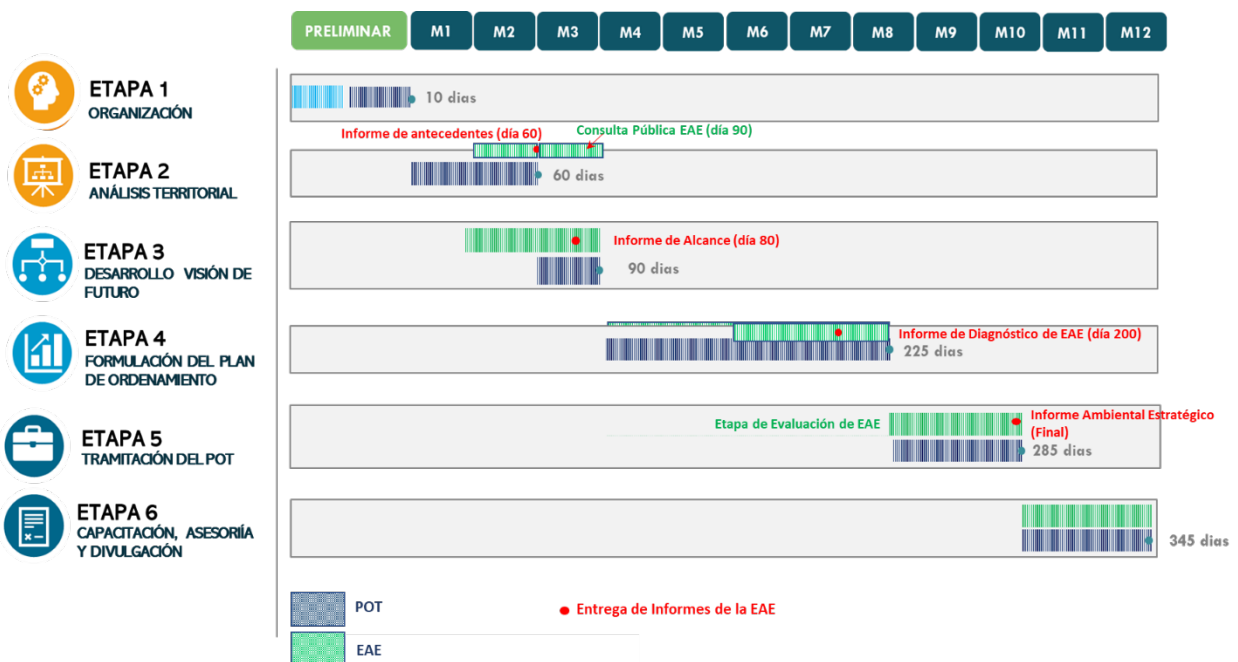 PRELIMINAR M1 M2 M3 M4 M5 M6 M7 M8 M9 M10 M11 M12
ETAPA 1
ORGANIZACIÓN
10 dias
Informe de antecedentes (día 60)
Consulta Pública EAE (día 90)
ETAPA 2
ANÁLISIS TERRITORIAL
60 dias
ETAPA 3
DESARROLLO VISIÓN DE
FUTURO
Informe de Alcance (día 80)
90 dias
ETAPA 4
FORMULACIÓN DEL PLAN
DE ORDENAMIENTO
Informe de Diagnóstico de EAE (día 200)
225 dias
ETAPA 5
TRAMITACIÓN DEL POT
Etapa de Evaluación de EAE
Informe Ambiental Estratégico
(Final)
285 dias
ETAPA 6
CAPACITACIÓN, ASESORIÍA
Y DIVULGACIÓN
345 dias
POT
Entrega de Informes de la EAE
EAE